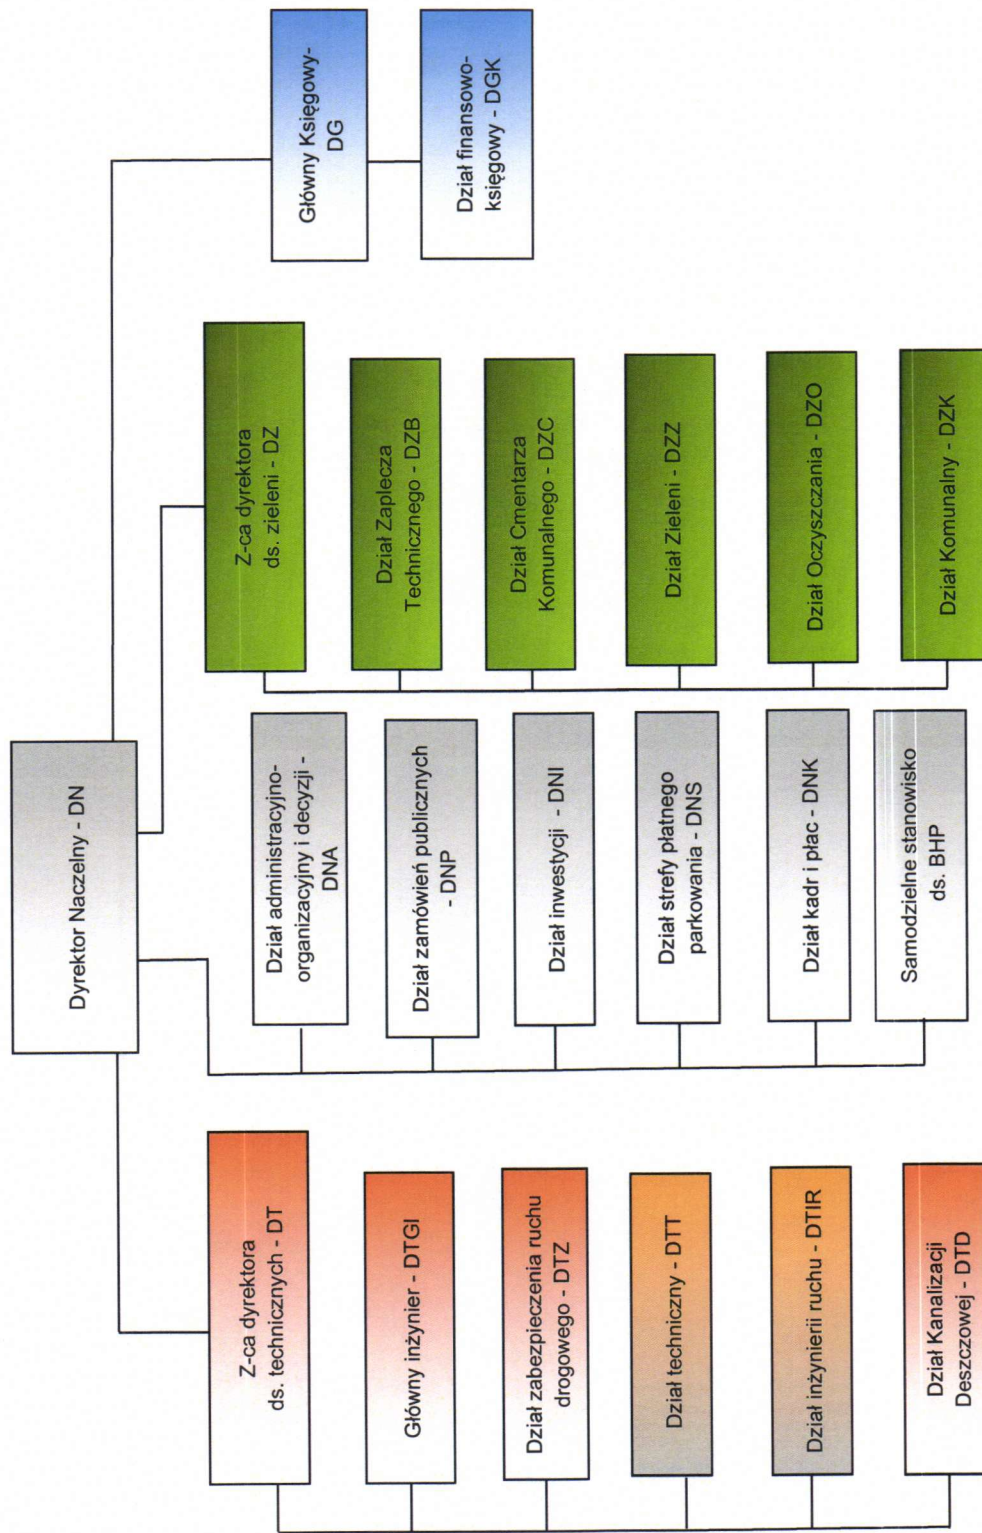 Dyrektor Naczelny - DN
Z-ca dyrektora
ds. technicznych - DT
Główny inżynier - DTGI
Dział zabezpieczenia ruchu
drogowego - DTZ
Dział techniczny - DTT
Dział inżynierii ruchu - DTIR
Dział Kanalizacji
Deszczowej - DTD
Dział administracyjno-
organizacyjny i decyzji -
DNA
Dział zamówień publicznych
- DNP
Dział inwestycji - DNI
Dział strefy płatnego
parkowania - DNS
Dział kadr i płac - DNK
Samodzielne stanowisko
ds. BHP
Z-ca dyrektora
ds. zieleni - DZ
Dział Zaplecza
Technicznego - DZB
Dział Cmentarza
Komunalnego - DZC
Dział Zieleni - DZZ
Dział Oczyszczania - DZO
Dział Komunalny - DZK
Główny Księgowy-
DG
Dział finansowo-
księgowy - DGK